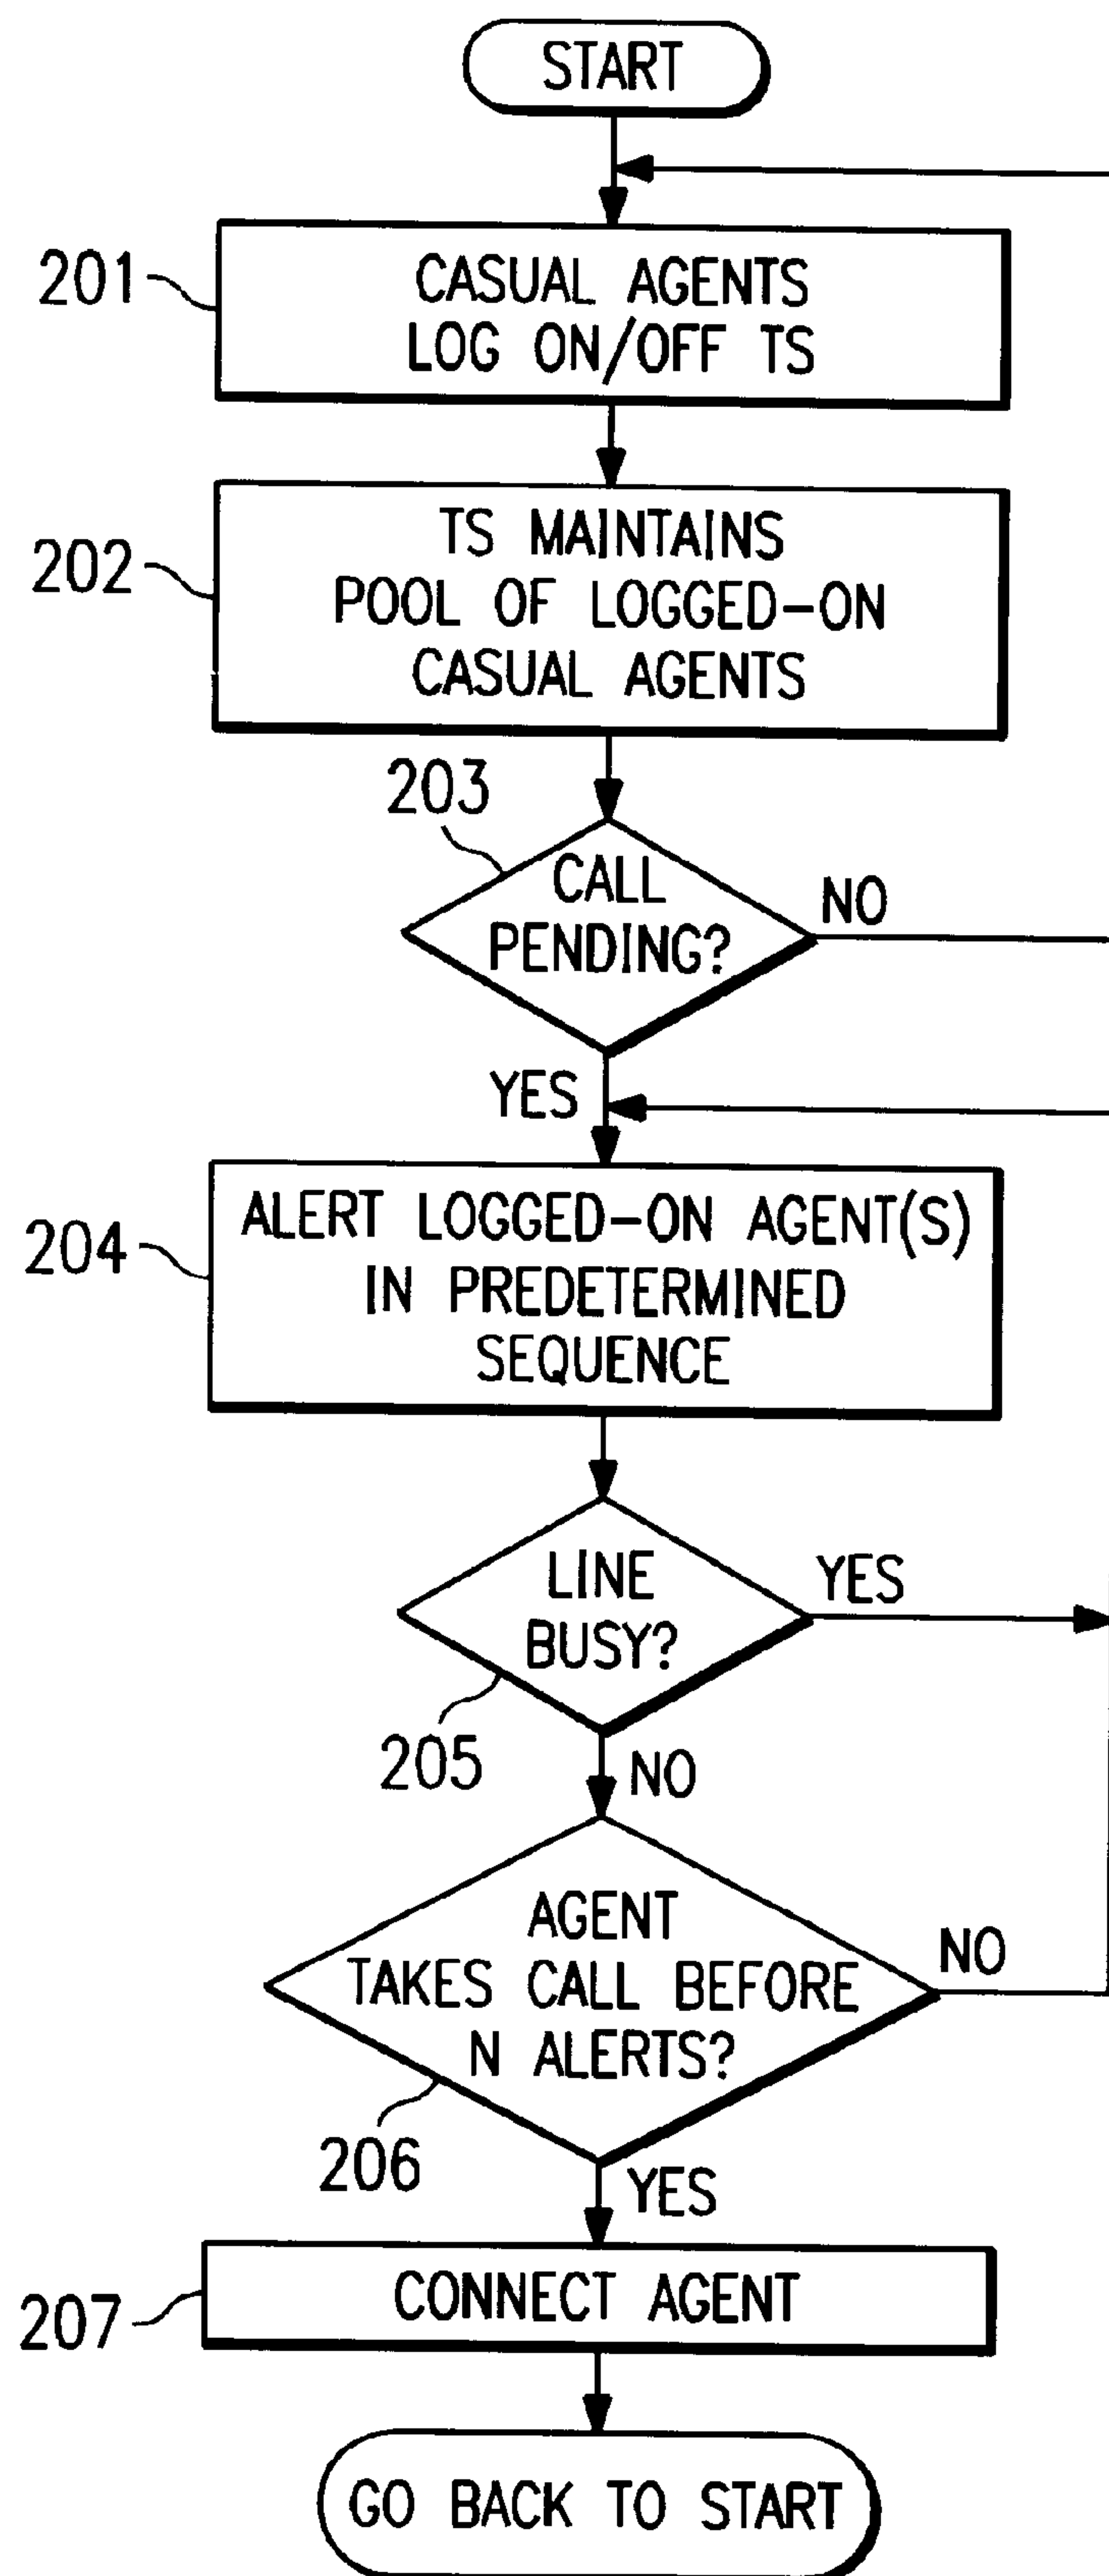 START
201
CASUAL AGENTS
LOG ON/OFF TS
202
TS MAINTAINS
POOL OF LOGGED-ON
CASUAL AGENTS
203
CALL
PENDING?
NO
YES
204
ALERT LOGGED-ON AGENT(S)
IN PREDETERMINED
SEQUENCE
LINE
BUSY?
YES
205
NO
AGENT
TAKES CALL BEFORE
N ALERTS?
NO
206
YES
207
CONNECT AGENT
GO BACK TO START